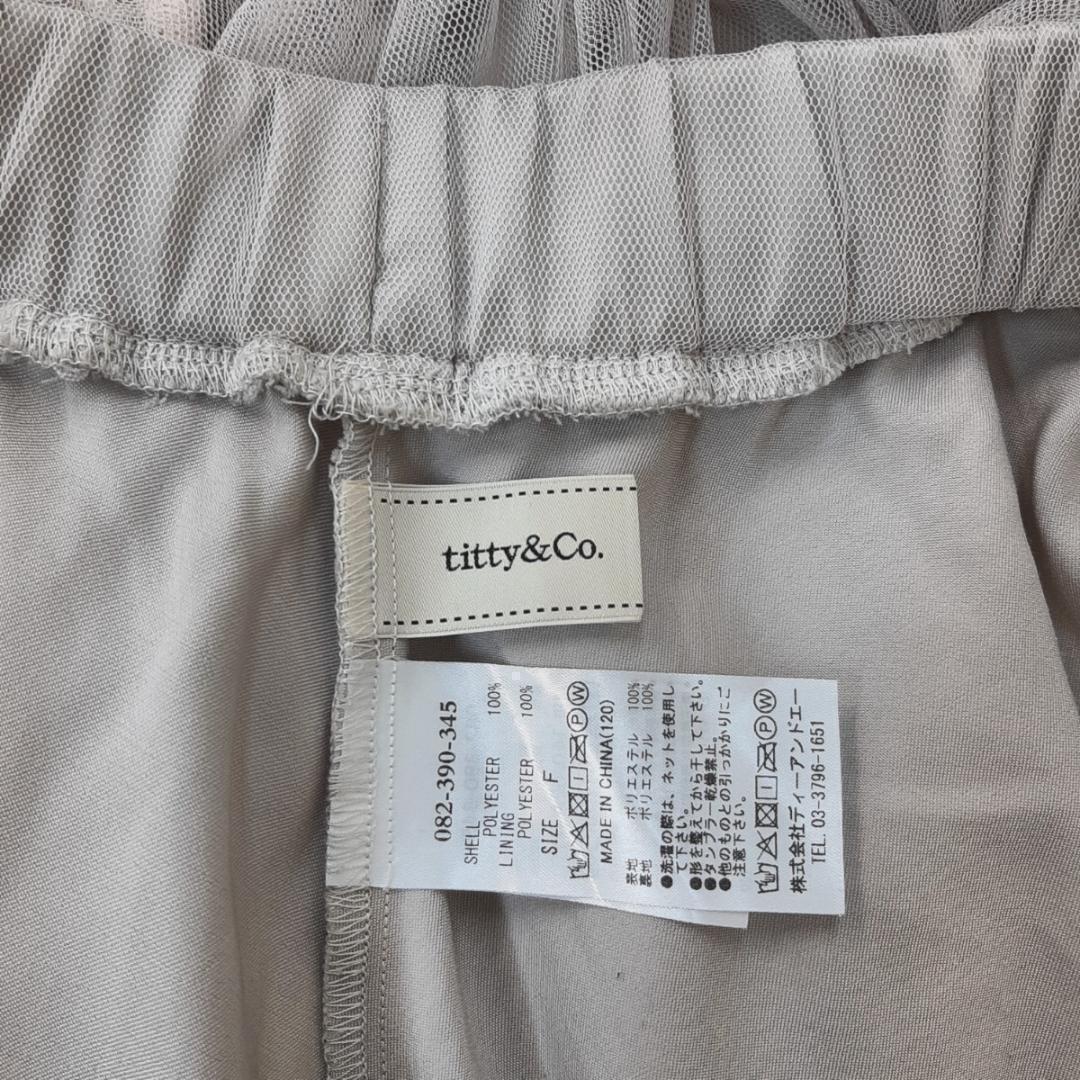 titty&Co.
082-390-345
SHELL
POLYESTER 100%
LINING
POLYESTER 100%
SIZE F
MADE IN CHINA(120)
表地 ポリエステル 100%
裏地 ポリエステル 100%
●洗濯の際は、ネットを使用し
て下さい。
●形を整えてから干して下さい。
●タンブラー乾燥禁止。
●他のものとの引っかかりにご
注意下さい。
株式会社ディーアンドエー
TEL. 03-3796-1651